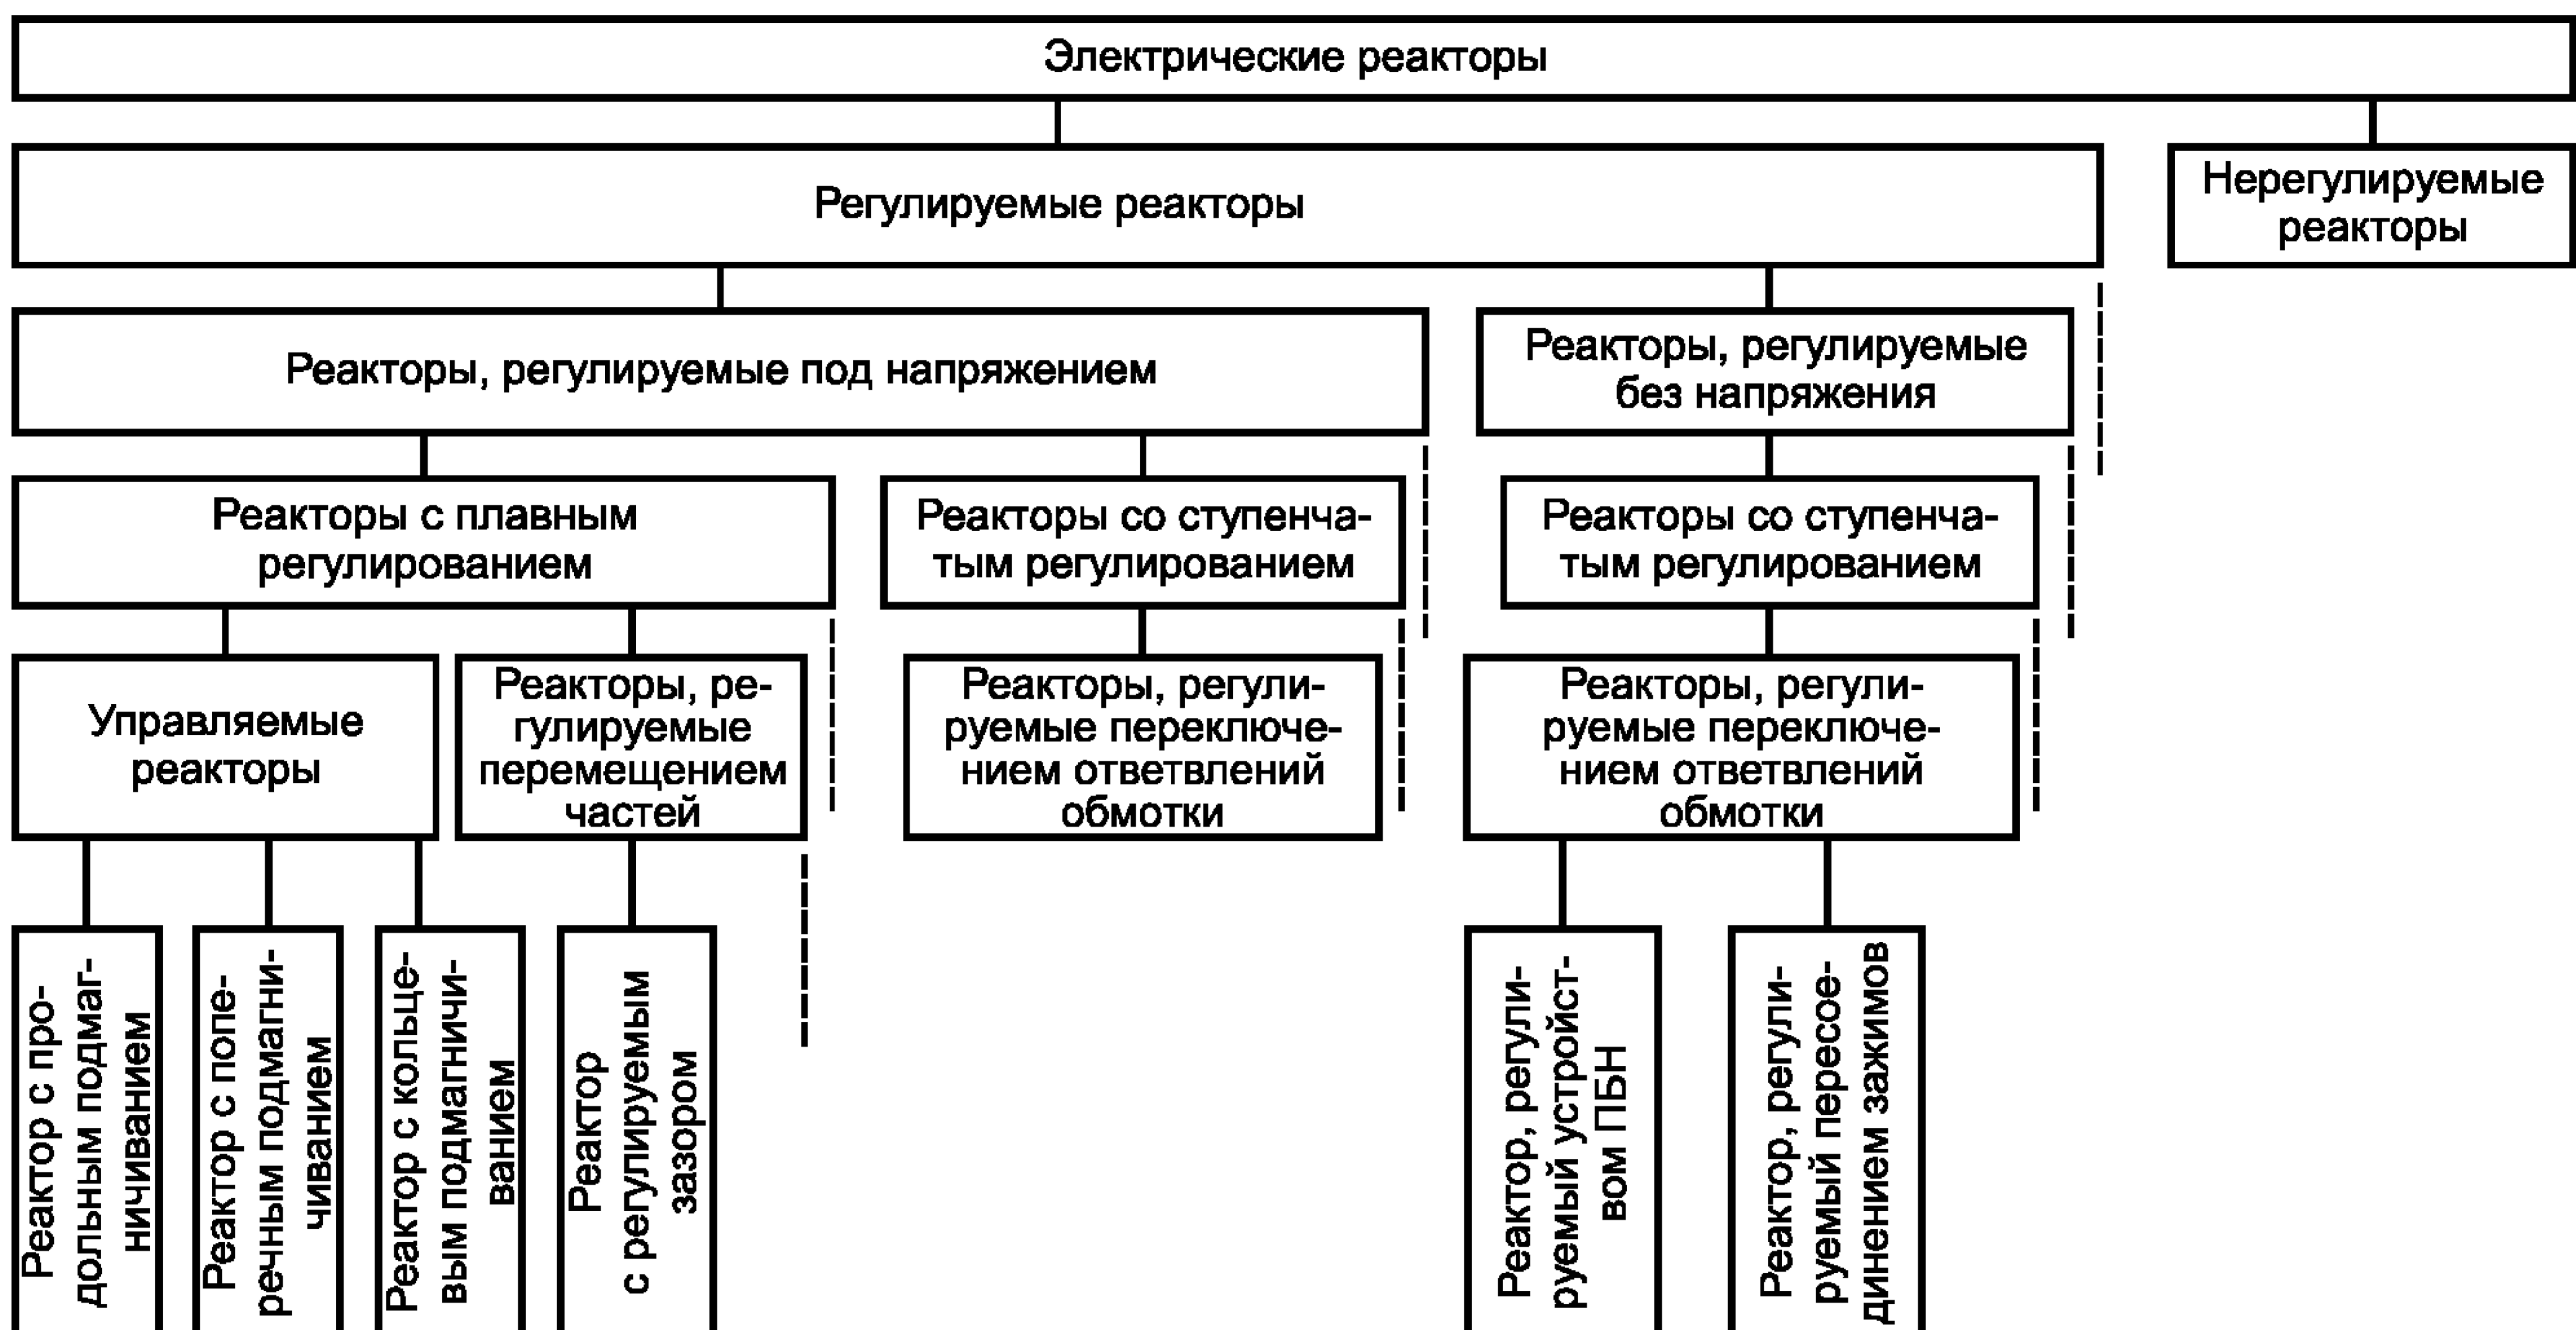 Электрические реакторы
Регулируемые реакторы
Нерегулируемые
реакторы
Реакторы, регулируемые под напряжением
Реакторы, регулируемые
без напряжения
Реакторы с плавным
регулированием
Реакторы со ступенча-
тым регулированием
Реакторы со ступенча-
тым регулированием
Управляемые
реакторы
Реакторы, ре-
гулируемые
перемещением
частей
Реакторы, регули-
руемые переключе-
нием ответвлений
обмотки
Реакторы, регули-
руемые переключе-
нием ответвлений
обмотки
Реактор с про-
дольным подмаг-
ничиванием
Реактор с попе-
речным подмагни-
чиванием
Реактор с кольце-
вым подмагничи-
ванием
Реактор
с регулируемым
зазором
Реактор, регули-
руемый устройст-
вом ПБН
Реактор, регули-
руемый пересое-
динением зажимов